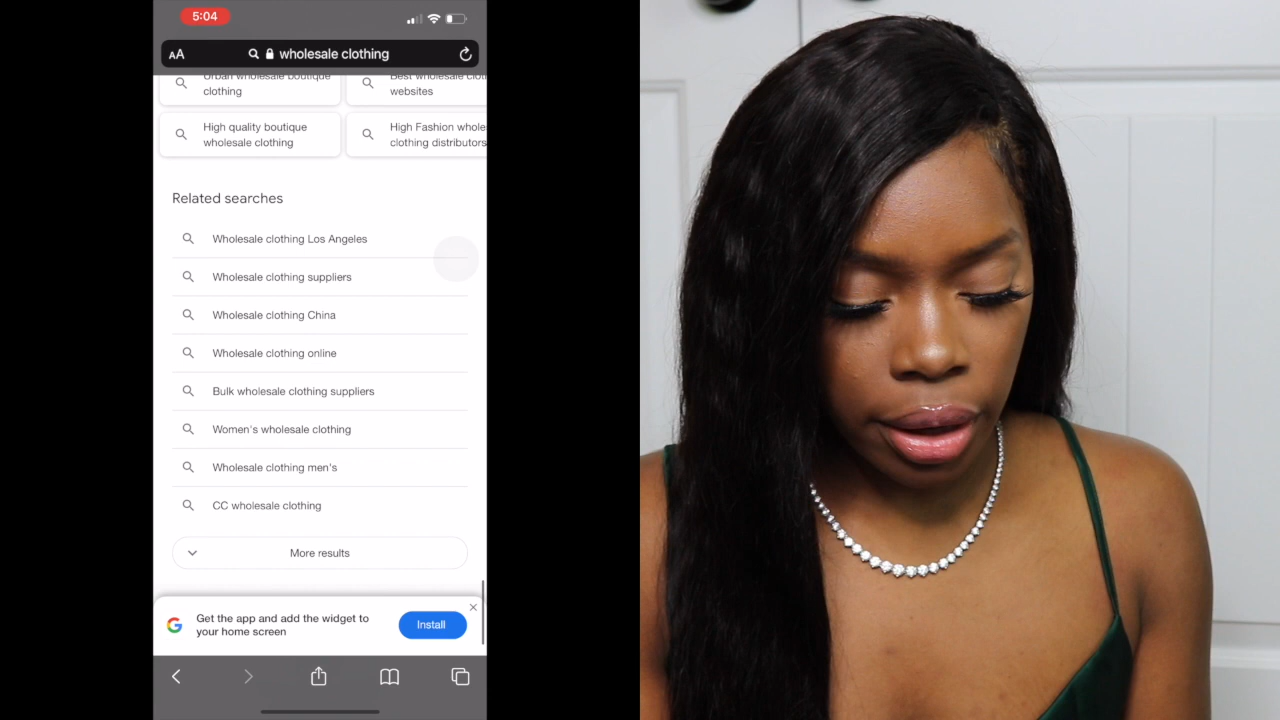 5:04
AA
wholesale clothing
Urban wholesale boutique
clothing
Best wholesale
websites
High quality boutique
wholesale clothing
High Fashion
clothing distributors
Related searches
Wholesale clothing Los Angeles
Wholesale clothing suppliers
Wholesale clothing China
Wholesale clothing online
Bulk wholesale clothing suppliers
Women's wholesale clothing
Wholesale clothing men's
CC wholesale clothing
More results
Get the app and add the widget to
your home screen
Install